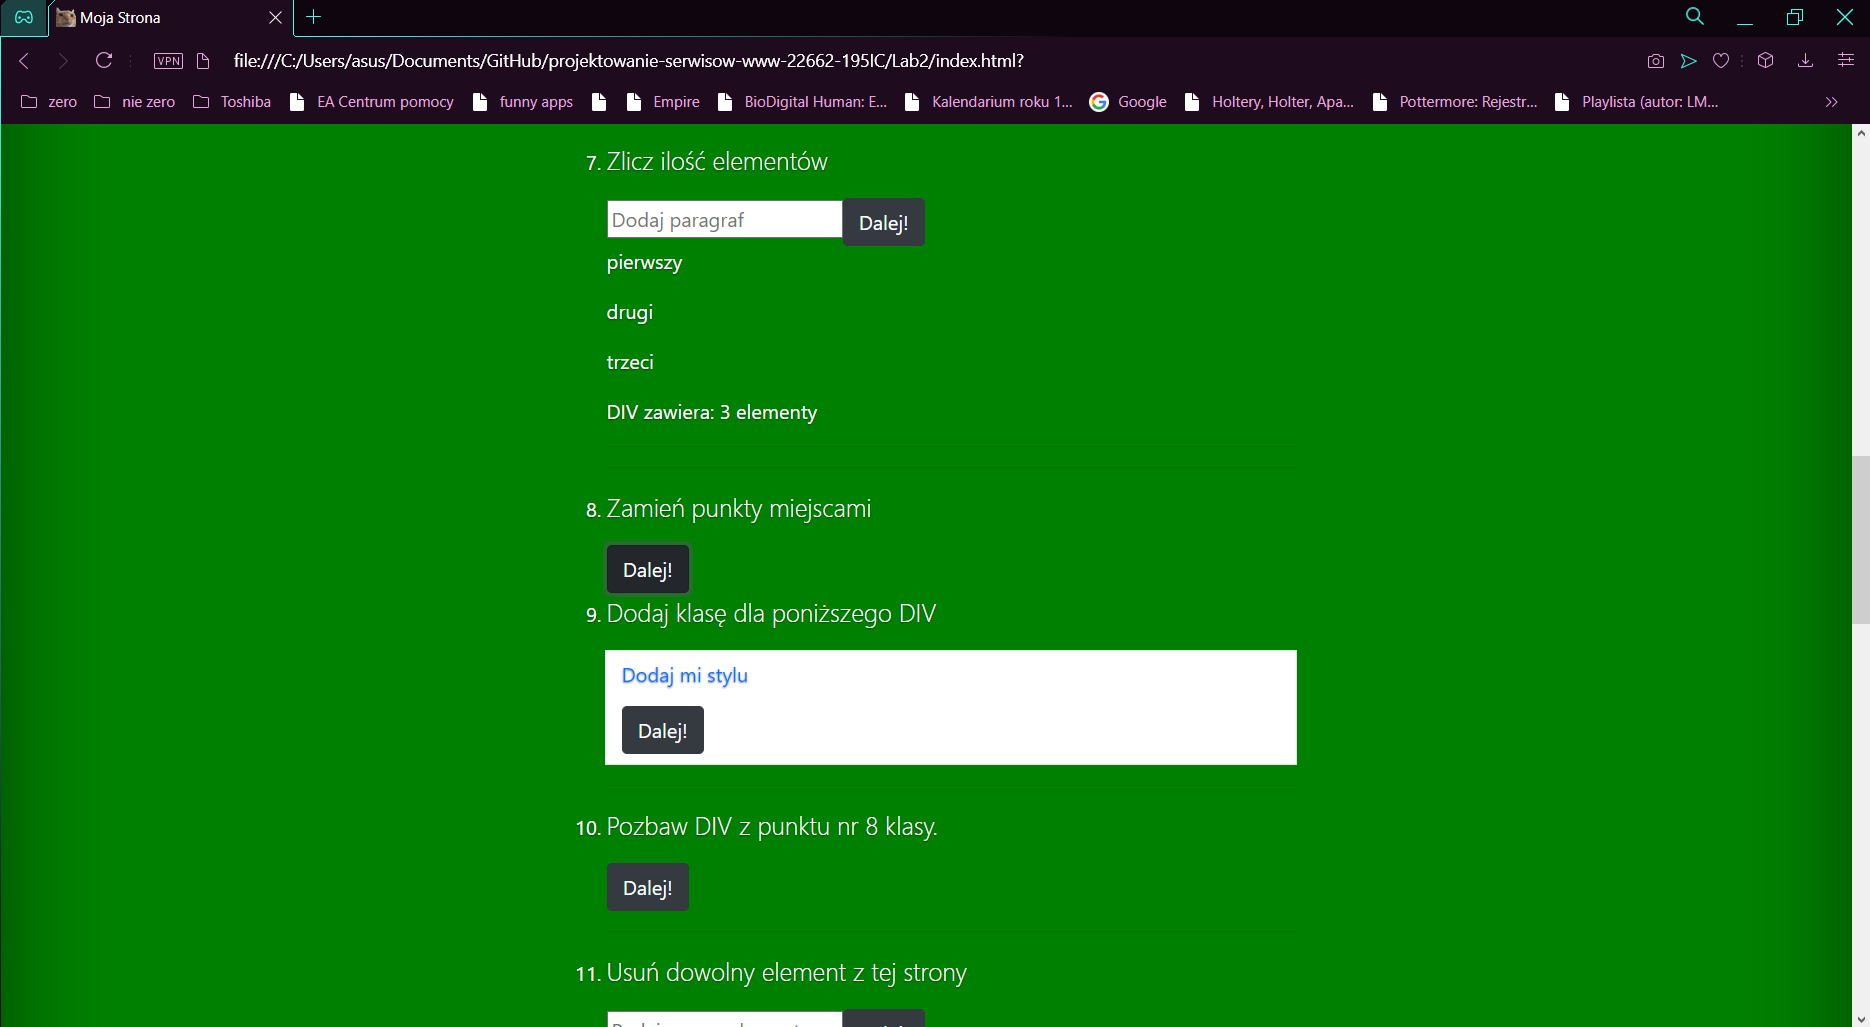 Moja Strona
VPN file:///C:/Users/asus/Documents/GitHub/projektowanie-serwisow-www-22662-195IC/Lab2/index.html?
zero nie zero Toshiba EA Centrum pomocy funny apps Empire BioDigital Human: E... Kalendarium roku 1... Google Holtery, Holter, Apa... Pottermore: Rejestr... Playlista (autor: LM...
7. Zlicz ilość elementów
Dodaj paragraf Dalej!
pierwszy
drugi
trzeci
DIV zawiera: 3 elementy
8. Zamień punkty miejscami
Dalej!
9. Dodaj klasę dla poniższego DIV
Dodaj mi stylu
Dalej!
10. Pozbaw DIV z punktu nr 8 klasy.
Dalej!
11. Usuń dowolny element z tej strony